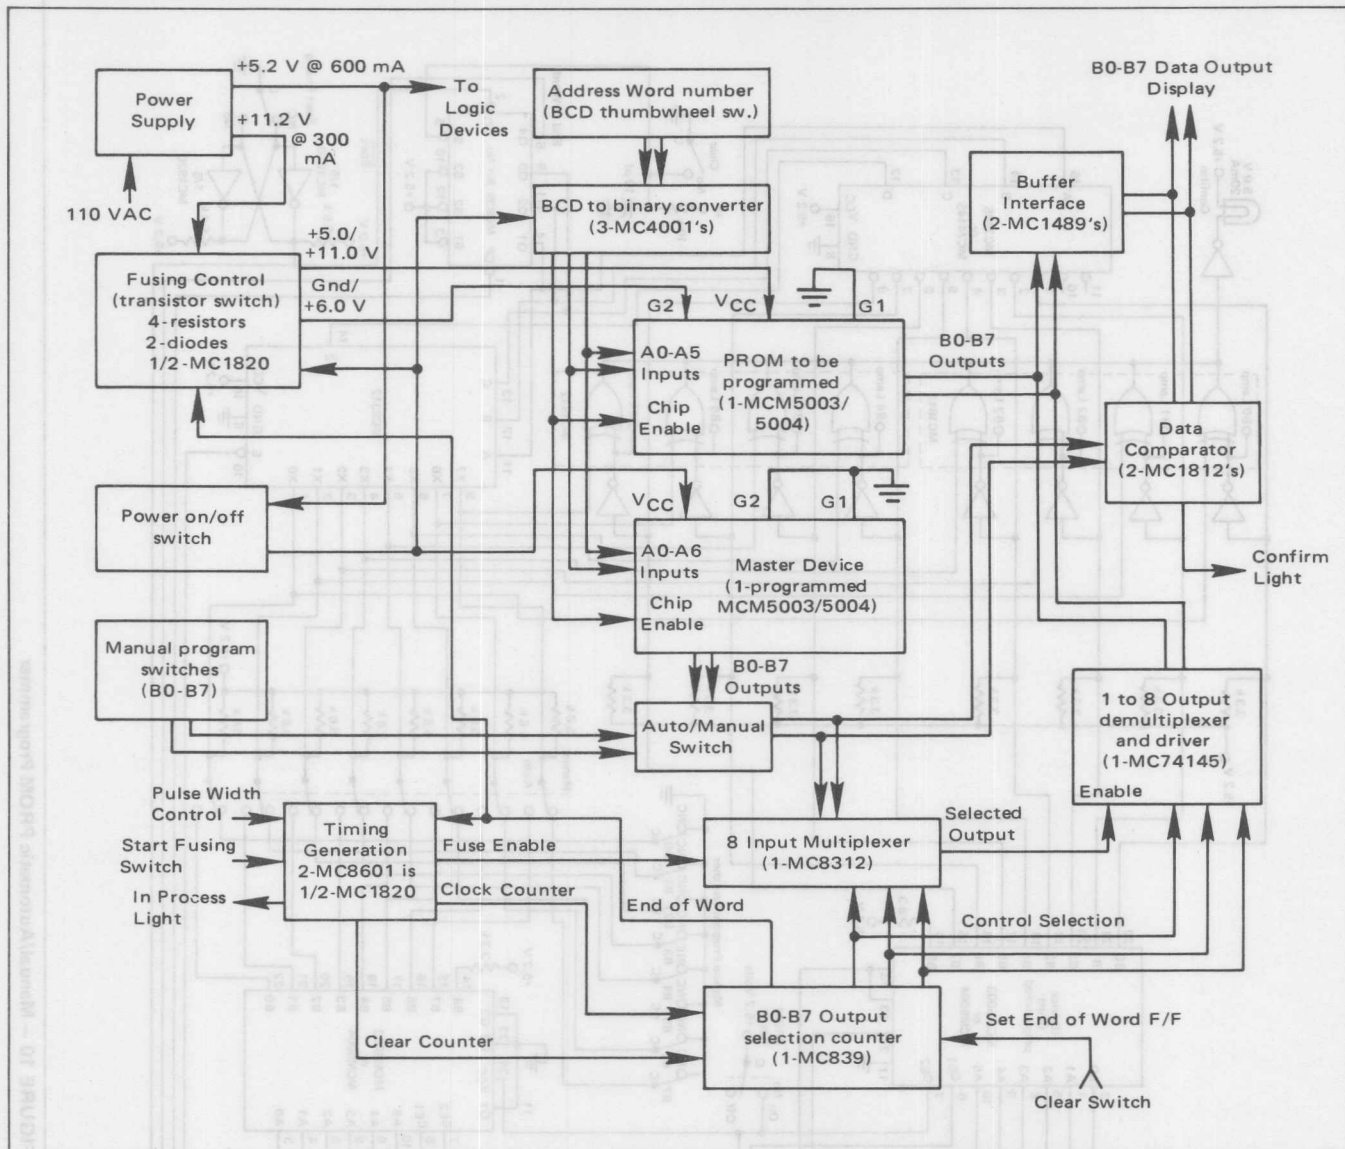 +5.2 V @ 600 mA
Power
Supply
+11.2 V
@ 300
mA
To
Logic
Devices
110 VAC
Address Word number
(BCD thumbwheel sw.)
BCD to binary converter
(3-MC4001's)
B0-B7 Data Output
Display
Buffer
Interface
(2-MC1489's)
+5.0/
+11.0 V
Gnd/
+6.0 V
Fusing Control
(transistor switch)
4-resistors
2-diodes
1/2-MC1820
G2
VCC
G1
A0-A5
Inputs
Chip
Enable
PROM to be
programmed
(1-MCM5003/
5004)
B0-B7
Outputs
Data
Comparator
(2-MC1812's)
Confirm
Light
Power on/off
switch
VCC
G2
G1
A0-A6
Inputs
Chip
Enable
Master Device
(1-programmed
MCM5003/5004)
B0-B7
Outputs
Manual program
switches
(B0-B7)
Auto/Manual
Switch
1 to 8 Output
demultiplexer
and driver
(1-MC74145)
Enable
Pulse Width
Control
Start Fusing
Switch
In Process
Light
Timing
Generation
2-MC8601 is
1/2-MC1820
Fuse Enable
Clock Counter
End of Word
8 Input Multiplexer
(1-MC8312)
Selected
Output
Control Selection
Clear Counter
B0-B7 Output
selection counter
(1-MC839)
Set End of Word F/F
Clear Switch